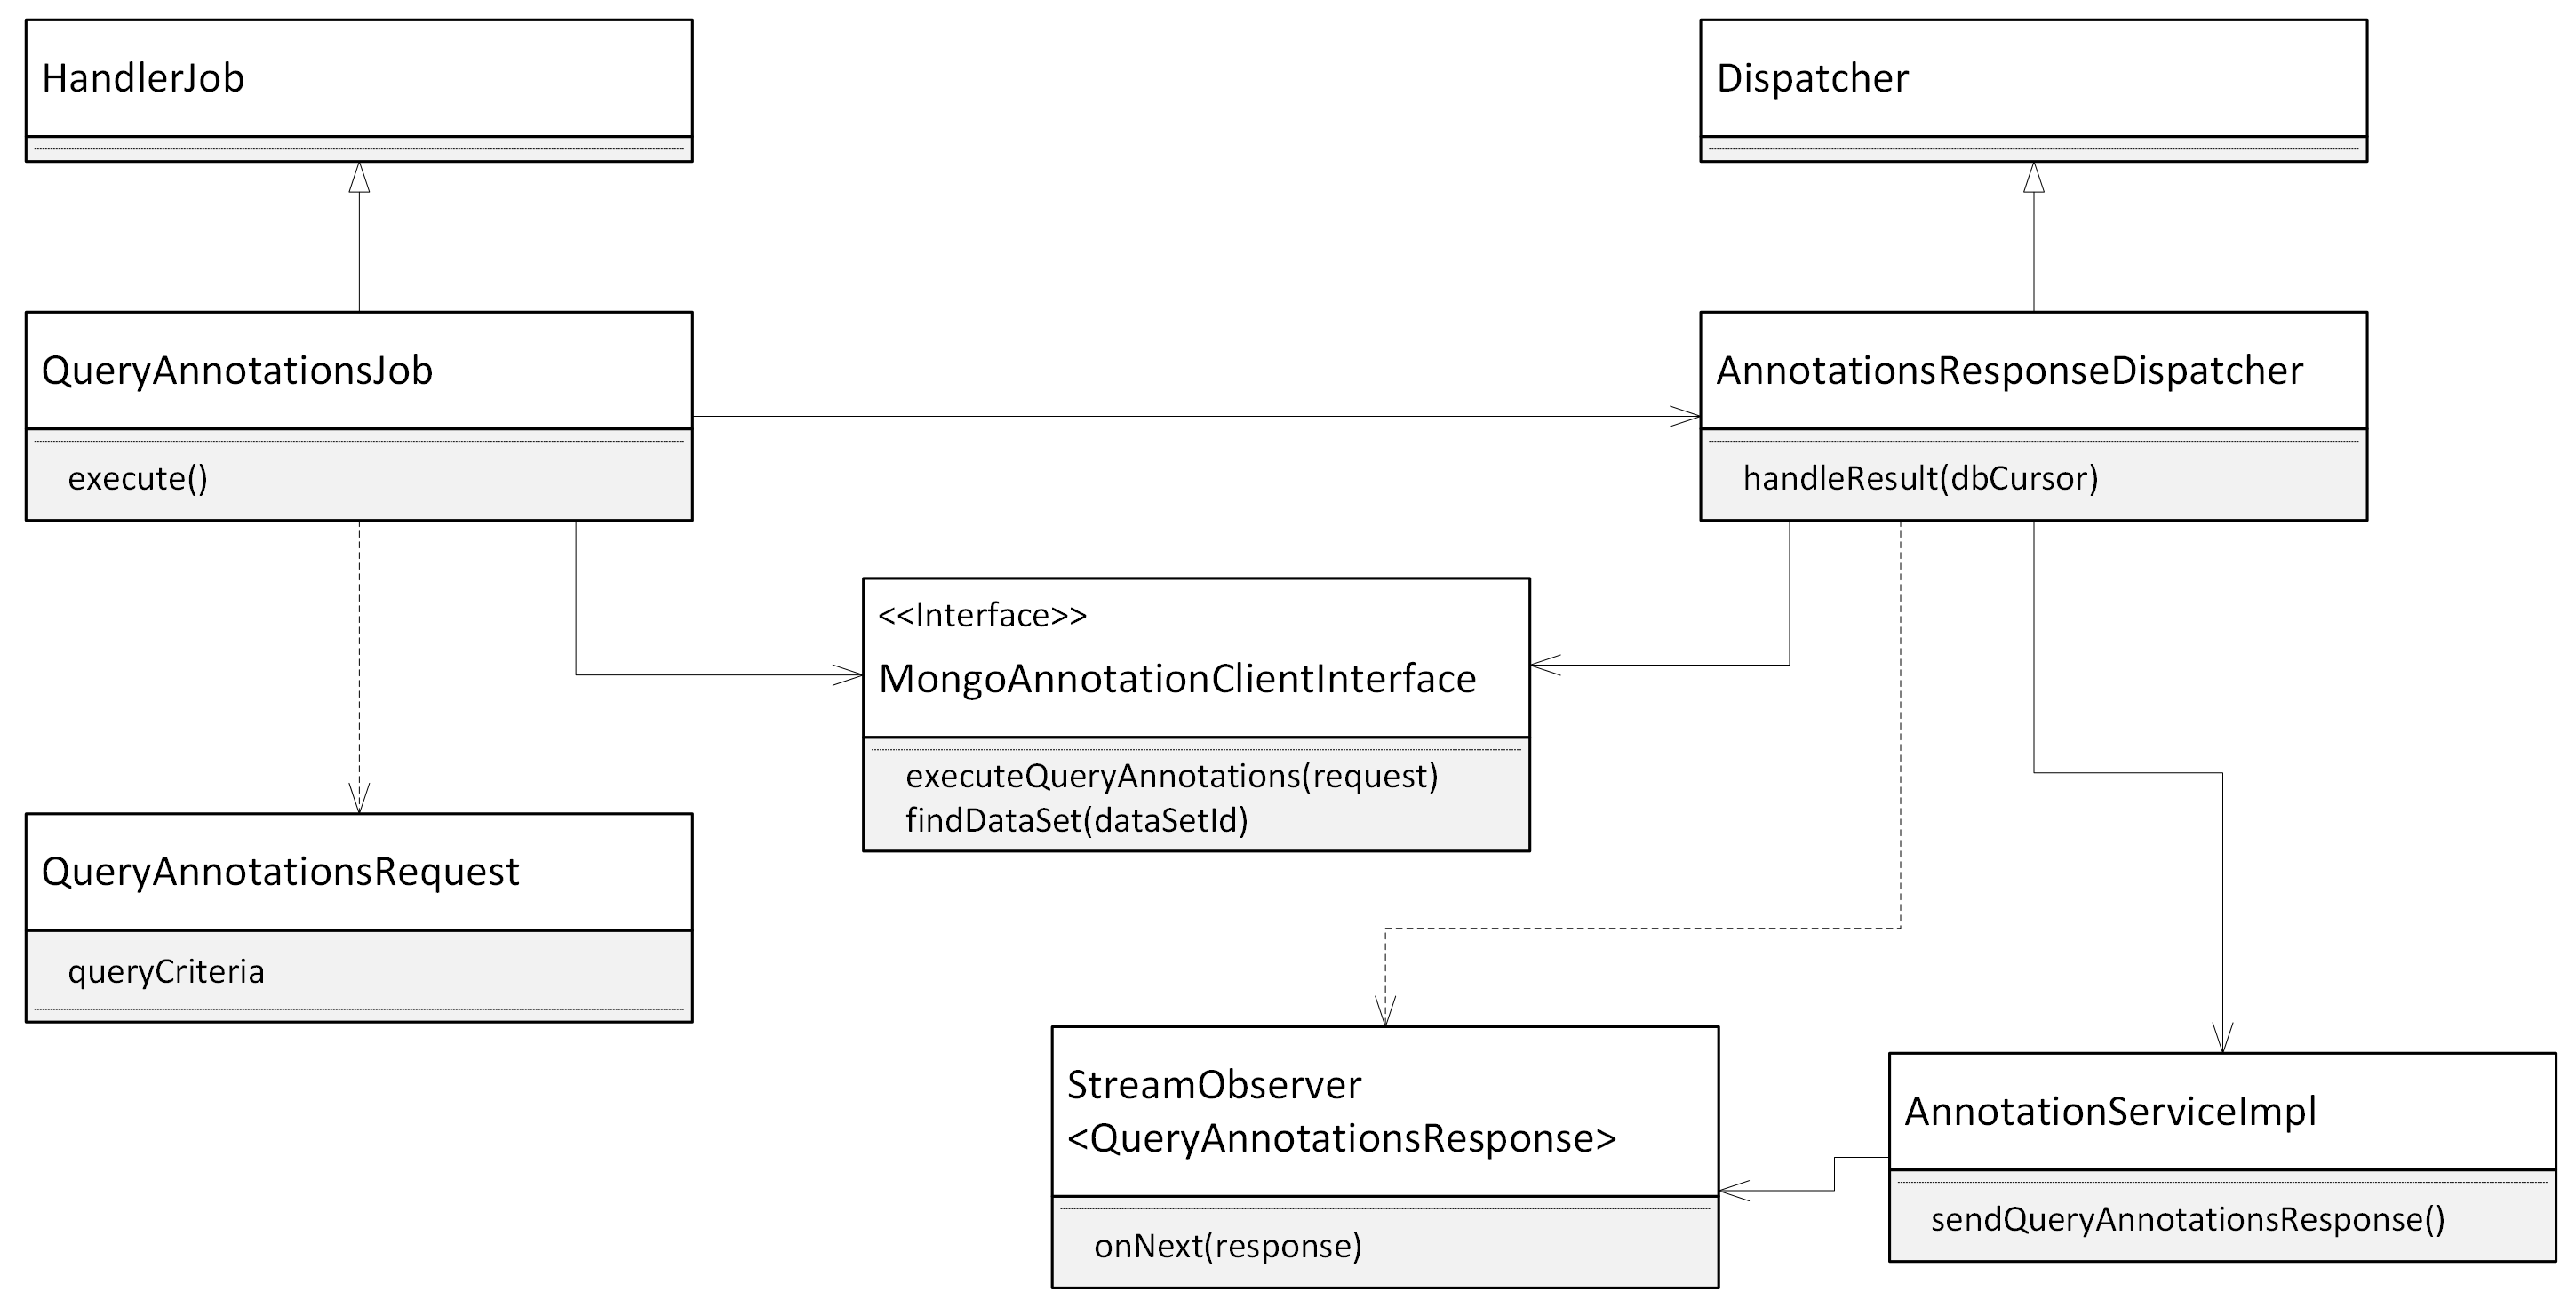 HandlerJob
Dispatcher
QueryAnnotationsJob
execute()
AnnotationsResponseDispatcher
handleResult(dbCursor)
<<Interface>>
MongoAnnotationClientInterface
executeQueryAnnotations(request)
findDataSet(dataSetId)
QueryAnnotationsRequest
queryCriteria
StreamObserver
<QueryAnnotationsResponse>
onNext(response)
AnnotationServiceImpl
sendQueryAnnotationsResponse()